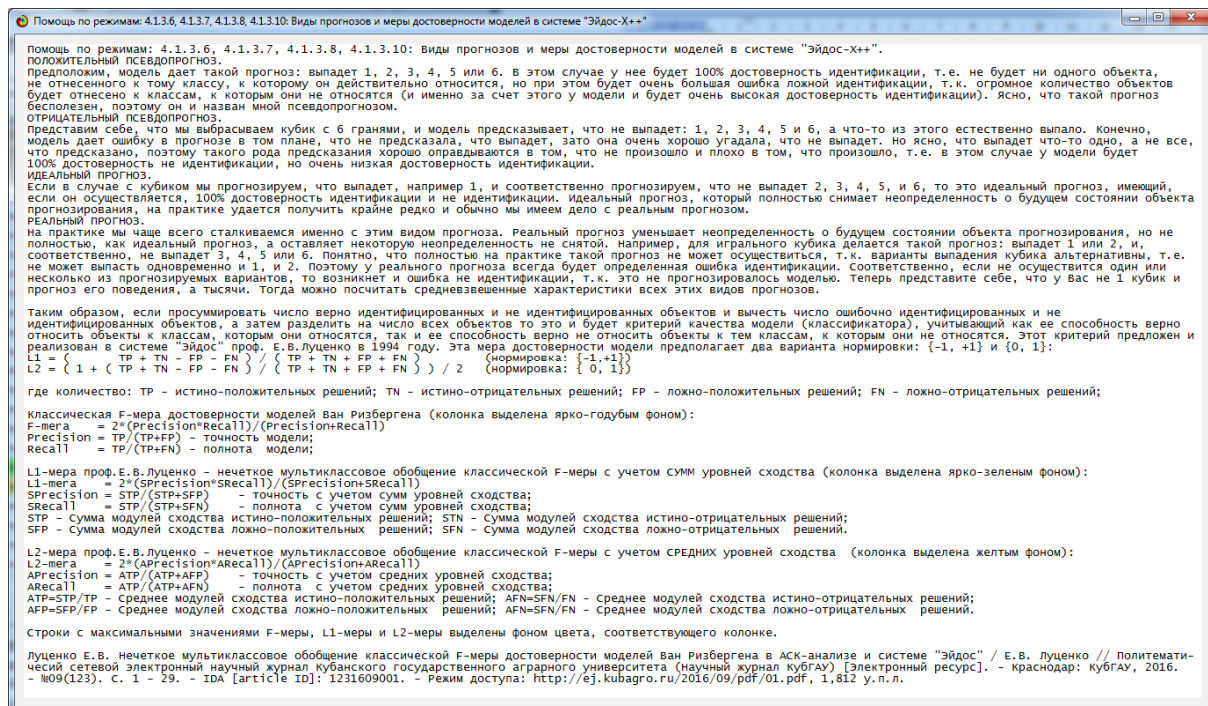 Помощь по режимам: 4.1.3.6, 4.1.3.7, 4.1.3.8, 4.1.3.10: Виды прогнозов и меры достоверности моделей в системе "Эйдос-X++"
Помощь по режимам: 4.1.3.6, 4.1.3.7, 4.1.3.8, 4.1.3.10: Виды прогнозов и меры достоверности моделей в системе "Эйдос-X++".
ПОЛОЖИТЕЛЬНЫЙ ПСЕВДОПРОГНОЗ.
Предположим, модель дает такой прогноз: выпадет 1, 2, 3, 4, 5 или 6. В этом случае у нее будет 100% достоверность идентификации, т.е. не будет ни одного объекта,
не отнесенного к тому классу, к которому он действительно относится, но при этом будет очень большая ошибка ложной идентификации, т.к. огромное количество объектов
будет отнесено к классам, к которым они не относятся (и именно за счет этого у модели и будет очень высокая достоверность идентификации). Ясно, что такой прогноз
бесполезен, поэтому он и назван мной псевдопрогнозом.
ОТРИЦАТЕЛЬНЫЙ ПСЕВДОПРОГНОЗ.
Представим себе, что мы выбрасываем кубик с 6 гранями, и модель предсказывает, что не выпадет: 1, 2, 3, 4, 5 и 6, а что-то из этого естественно выпало. Конечно,
модель дает ошибку в прогнозе в том плане, что не предсказала, что выпадет, зато она очень хорошо угадала, что не выпадет. Но ясно, что выпадет что-то одно, а не все,
что предсказано, поэтому такого рода предсказания хорошо оправдываются в том, что не произошло и плохо в том, что произошло, т.е. в этом случае у модели будет
100% достоверность не идентификации, но очень низкая достоверность идентификации.
ИДЕАЛЬНЫЙ ПРОГНОЗ.
Если в случае с кубиком мы прогнозируем, что выпадет, например 1, и соответственно прогнозируем, что не выпадет 2, 3, 4, 5, и 6, то это идеальный прогноз, имеющий,
если он осуществляется, 100% достоверность идентификации и не идентификации. Идеальный прогноз, который полностью снимает неопределенность о будущем состоянии объекта
прогнозирования, на практике удается получить крайне редко и обычно мы имеем дело с реальным прогнозом.
РЕАЛЬНЫЙ ПРОГНОЗ.
На практике мы чаще всего сталкиваемся именно с этим видом прогноза. Реальный прогноз уменьшает неопределенность о будущем состоянии объекта прогнозирования, но не
полностью, как идеальный прогноз, а оставляет некоторую неопределенность не снятой. Например, для игрального кубика делается такой прогноз: выпадет 1 или 2, и,
соответственно, не выпадет 3, 4, 5 или 6. Понятно, что полностью на практике такой прогноз не может осуществиться, т.к. варианты выпадения кубика альтернативны, т.е.
не может выпасть одновременно и 1, и 2. Поэтому у реального прогноза всегда будет определенная ошибка идентификации. Соответственно, если не осуществится один или
несколько из прогнозируемых вариантов, то возникнет и ошибка не идентификации, т.к. это не прогнозировалось моделью. Теперь представите себе, что у Вас не 1 кубик и
прогноз его поведения, а тысячи. Тогда можно посчитать средневзвешенные характеристики всех этих видов прогнозов.
Таким образом, если просуммировать число верно идентифицированных и не идентифицированных объектов и вычесть число ошибочно идентифицированных и не
идентифицированных объектов, а затем разделить на число всех объектов то это и будет критерий качества модели (классификатора), учитывающий как ее способность верно
относить объекты к классам, которым они относятся, так и ее способность верно не относить объекты к тем классам, к которым они не относятся. Этот критерий предложен и
реализован в системе "Эйдос" проф. Е.В.Луценко в 1994 году. Эта мера достоверности модели предполагает два варианта нормировки: {-1, +1} и {0, 1}:
L1 = ( TP + TN - FP - FN ) / ( TP + TN + FP + FN ) (нормировка: {-1,+1})
L2 = ( 1 + ( TP + TN - FP - FN ) / ( TP + TN + FP + FN ) ) / 2 (нормировка: { 0, 1})
где количество: TP - истино-положительных решений; TN - истино-отрицательных решений; FP - ложно-положительных решений; FN - ложно-отрицательных решений;
Классическая F-мера достоверности моделей Ван Ризбергена (колонка выделена ярко-годубым фоном):
F-mera = 2*(Precision*Recall)/(Precision+Recall)
Precision = TP/(TP+FP) - точность модели;
Recall = TP/(TP+FN) - полнота модели;
L1-мера проф.Е.В.Луценко - нечеткое мультиклассовое обобщение классической F-меры с учетом СУММ уровней сходства (колонка выделена ярко-зеленым фоном):
L1-mera = 2*(SPrecision*SRecall)/(SPrecision+SRecall)
SPrecision = STP/(STP+SFP) - точность с учетом сумм уровней сходства;
SRecall = STP/(STP+SFN) - полнота с учетом сумм уровней сходства;
STP - Сумма модулей сходства истино-положительных решений; STN - Сумма модулей сходства истино-отрицательных решений;
SFP - Сумма модулей сходства ложно-положительных решений; SFN - Сумма модулей сходства ложно-отрицательных решений.
L2-мера проф.Е.В.Луценко - нечеткое мультиклассовое обобщение классической F-меры с учетом СРЕДНИХ уровней сходства (колонка выделена желтым фоном):
L2-mera = 2*(APrecision*ARecall)/(APrecision+ARecall)
APrecision = ATP/(ATP+AFP) - точность с учетом средних уровней сходства;
ARecall = ATP/(ATP+AFN) - полнота с учетом средних уровней сходства;
ATP=STP/TP - Среднее модулей сходства истино-положительных решений; AFN=SFN/FN - Среднее модулей сходства истино-отрицательных решений;
AFP=SFP/FP - Среднее модулей сходства ложно-положительных решений; AFN=SFN/FN - Среднее модулей сходства ложно-отрицательных решений.
Строки с максимальными значениями F-меры, L1-меры и L2-меры выделены фоном цвета, соответствующего колонке.
Луценко Е.В. Нечеткое мультиклассовое обобщение классической F-меры достоверности моделей Ван Ризбергена в АСК-анализе и системе "Эйдос" / Е.В. Луценко // Политемати-
чесий сетевой электронный научный журнал Кубанского государственного аграрного университета (Научный журнал КубГАУ) [Электронный ресурс]. - Краснодар: КубГАУ, 2016.
- №09(123). С. 1 - 29. - IDA [article ID]: 1231609001. - Режим доступа: http://ej.kubagro.ru/2016/09/pdf/01.pdf, 1,812 у.п.л.